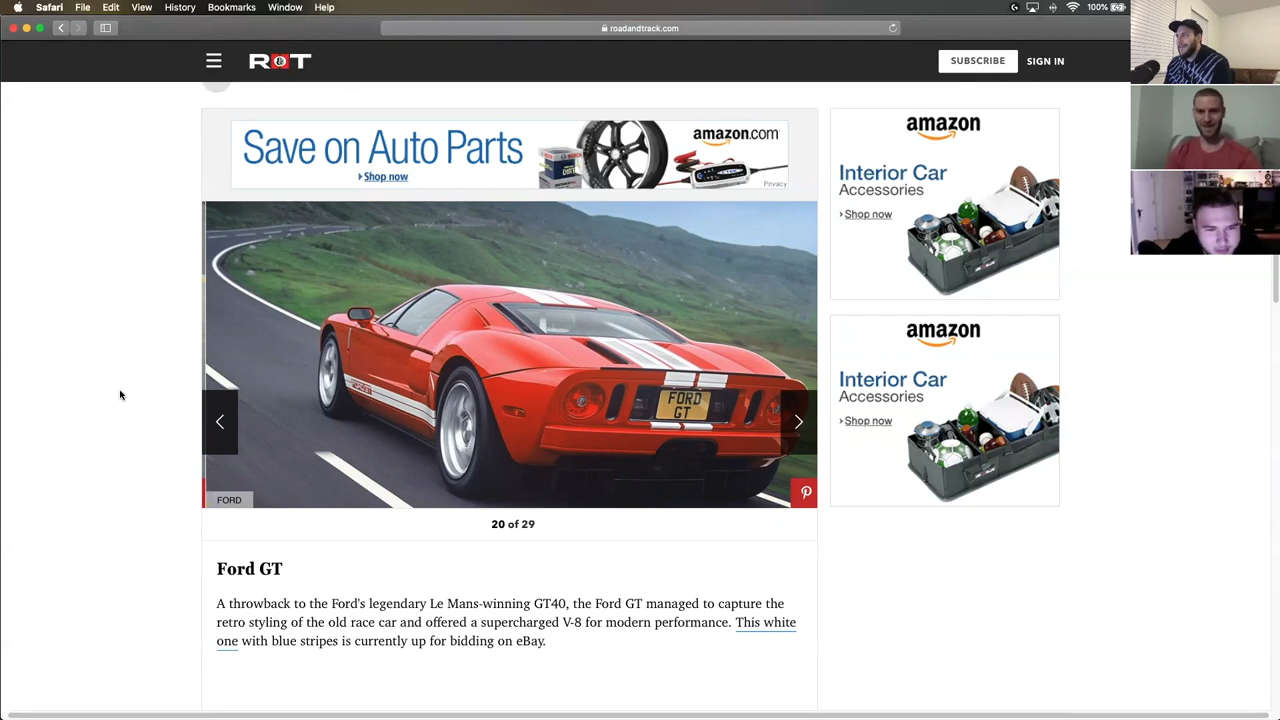 Safari File Edit View History Bookmarks Window Help
100%
roadandtrack.com
R&T
SUBSCRIBE
SIGN IN
Save on Auto Parts
Shop now
amazon.com
Privacy
amazon
Interior Car
Accessories
Shop now
FORD
GT
FORD
20 of 29
amazon
Interior Car
Accessories
Shop now
Ford GT
A throwback to the Ford's legendary Le Mans-winning GT40, the Ford GT managed to capture the
retro styling of the old race car and offered a supercharged V-8 for modern performance. This white
one with blue stripes is currently up for bidding on eBay.